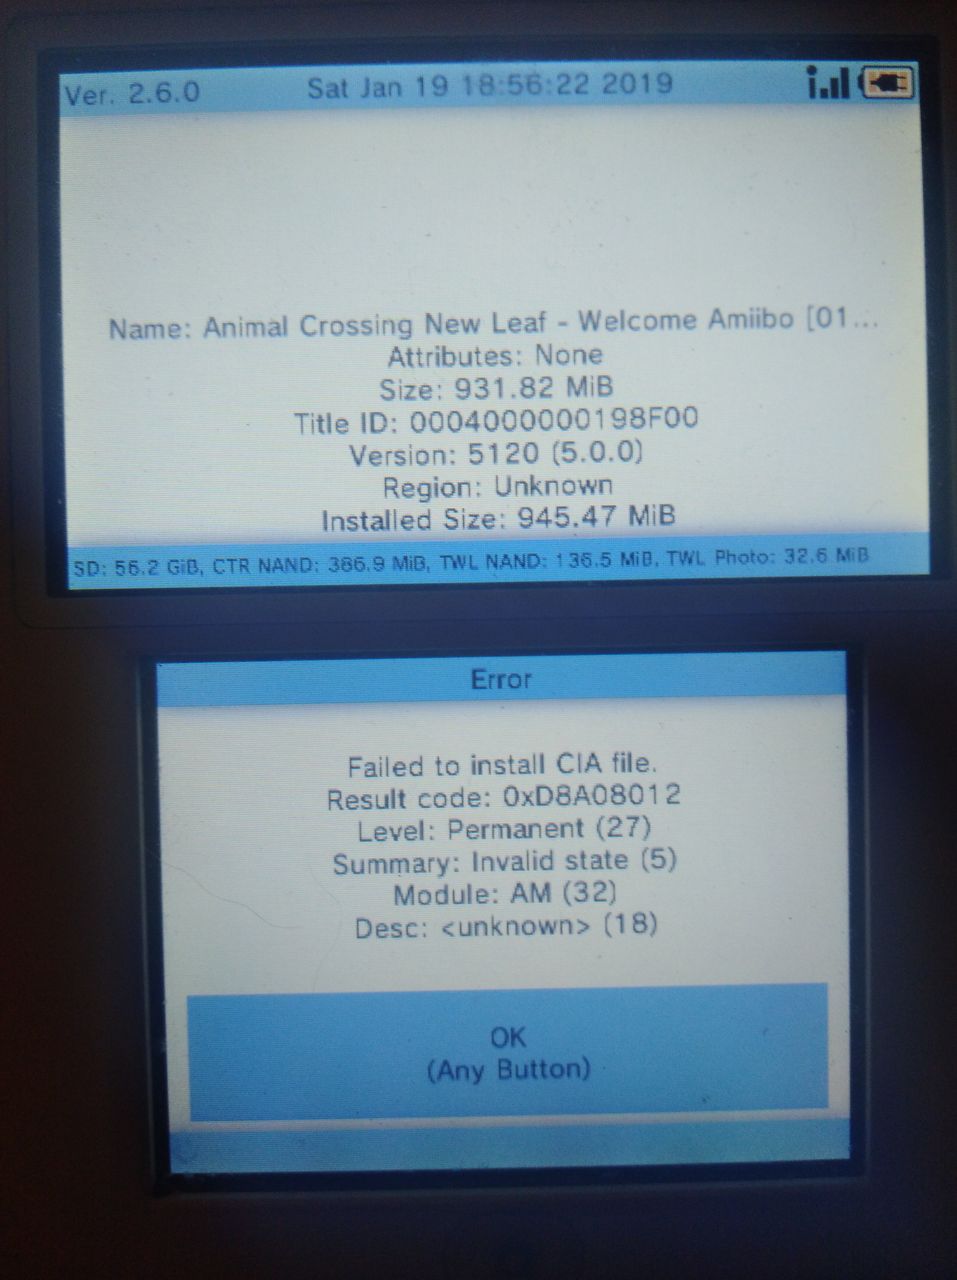 Ver. 2.6.0
Sat Jan 19 18:56:22 2019
Name: Animal Crossing New Leaf - Welcome Amiibo [01...
Attributes: None
Size: 931.82 MiB
Title ID: 0004000000198F00
Version: 5120 (5.0.0)
Region: Unknown
Installed Size: 945.47 MiB
SD: 56.2 GiB, CTR NAND: 386.9 MiB, TWL NAND: 136.5 MiB, TWL Photo: 32.6 MiB
Error
Failed to install CIA file.
Result code: 0xD8A08012
Level: Permanent (27)
Summary: Invalid state (5)
Module: AM (32)
Desc: <unknown> (18)
OK
(Any Button)